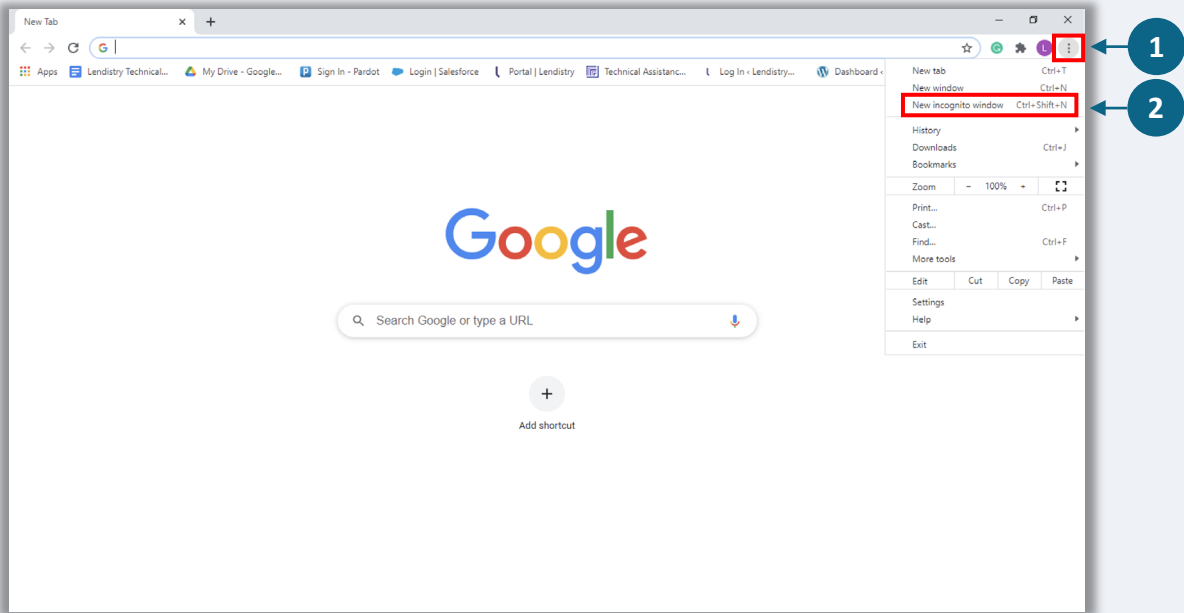 New Tab
1
Apps Lendistry Technical... My Drive - Google... Sign In - Pardot Login | Salesforce Portal | Lendistry Technical Assistanc... Log In ‹ Lendistry... Dashboard ‹
L
New tab Ctrl+T
New window Ctrl+N
New incognito window Ctrl+Shift+N
2
History
Downloads Ctrl+J
Bookmarks
Zoom - 100% +
Print... Ctrl+P
Cast...
Find... Ctrl+F
More tools
Edit Cut Copy Paste
Settings
Help
Exit
Google
Search Google or type a URL
Add shortcut